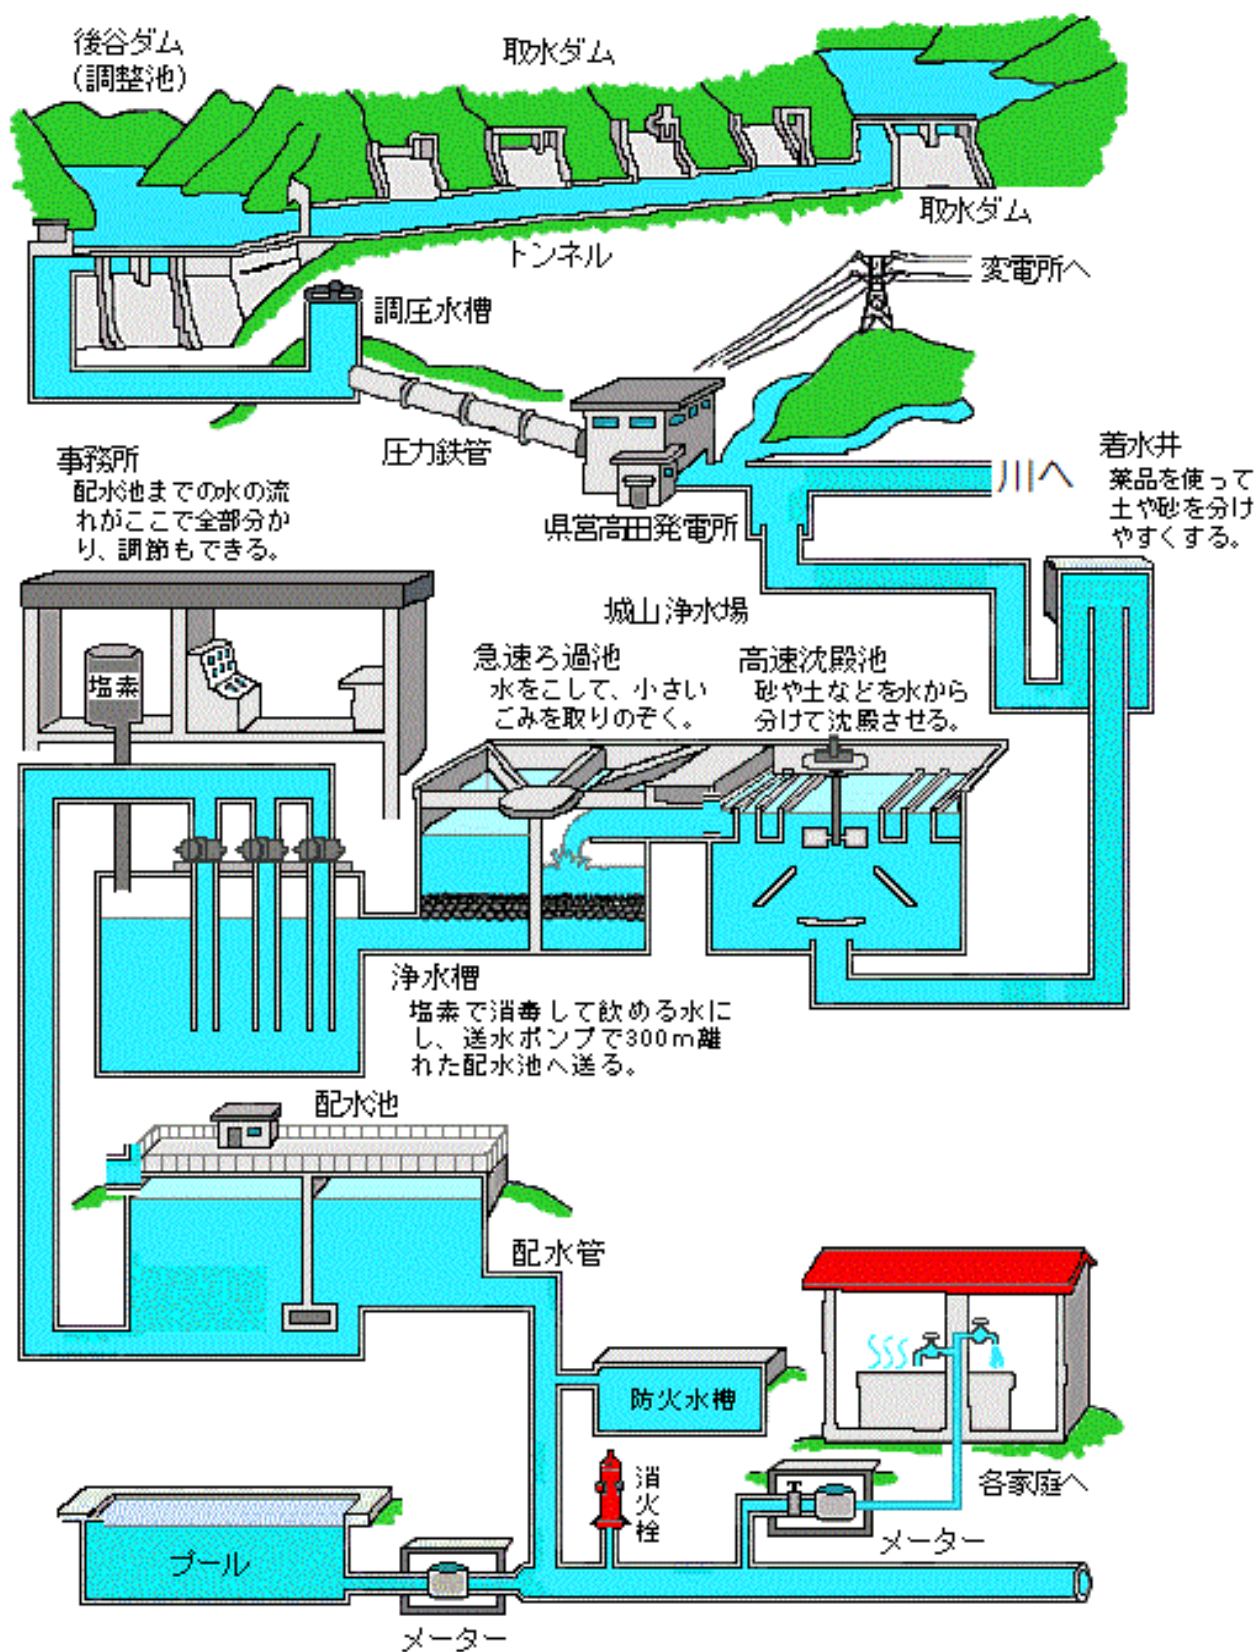 後谷ダム
(調整池)
取水ダム
取水ダム
トンネル
変電所へ
調圧水槽
圧力鉄管
県営高田発電所
川へ
着水井
薬品を使って
土や砂を分け
やすくする。
事務所
配水池までの水の流
れがここで全部分か
り、調節もできる。
塩素
城山浄水場
急速ろ過池
水をこして、小さい
ごみを取りのぞく。
高速沈殿池
砂や土などを水から
分けて沈殿させる。
浄水槽
塩素で消毒して飲める水に
し、送水ポンプで300m離
れた配水池へ送る。
配水池
配水管
防火水槽
消火栓
各家庭へ
メーター
プール
メーター